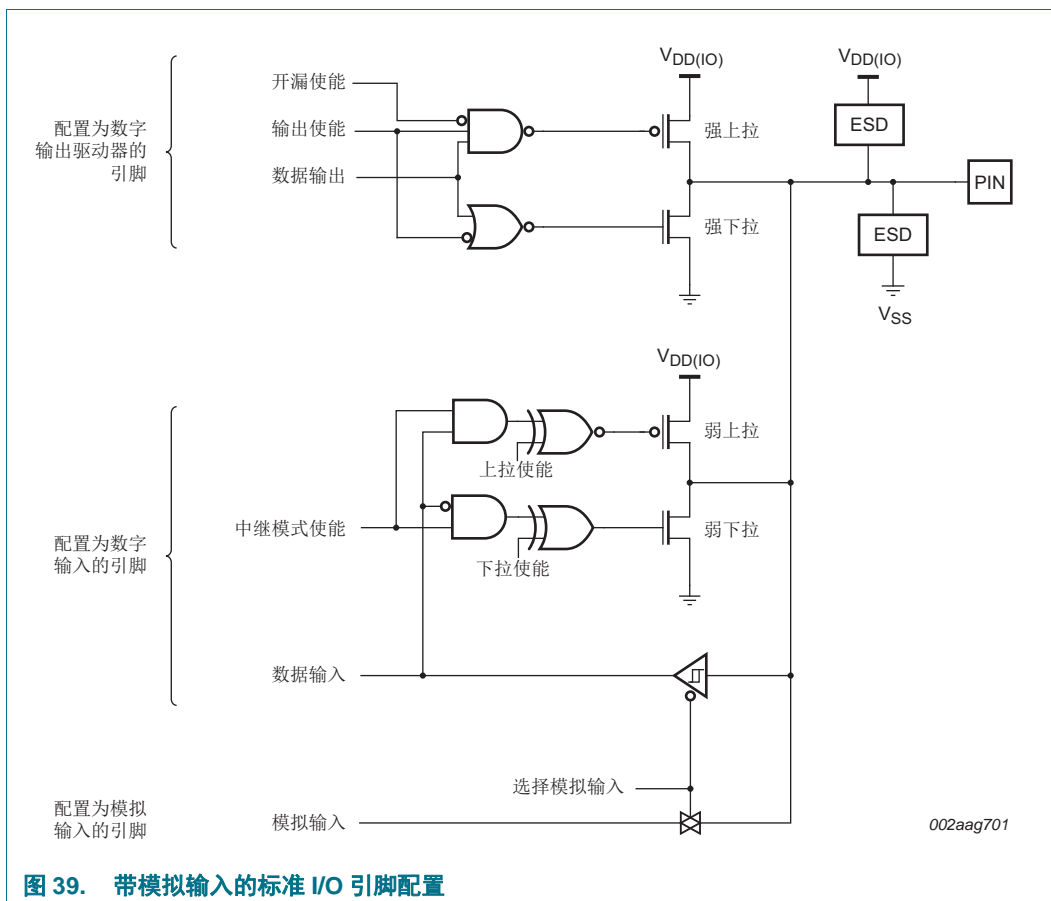 配置为数字
输出驱动器的
引脚
开漏使能
输出使能
数据输出
VDD(IO)
强上拉
强下拉
VDD(IO)
ESD
PIN
ESD
VSS
配置为数字
输入的引脚
VDD(IO)
弱上拉
上拉使能
中继模式使能
弱下拉
下拉使能
数据输入
选择模拟输入
配置为模拟
输入的引脚
模拟输入
002aag701
图 39. 带模拟输入的标准 I/O 引脚配置